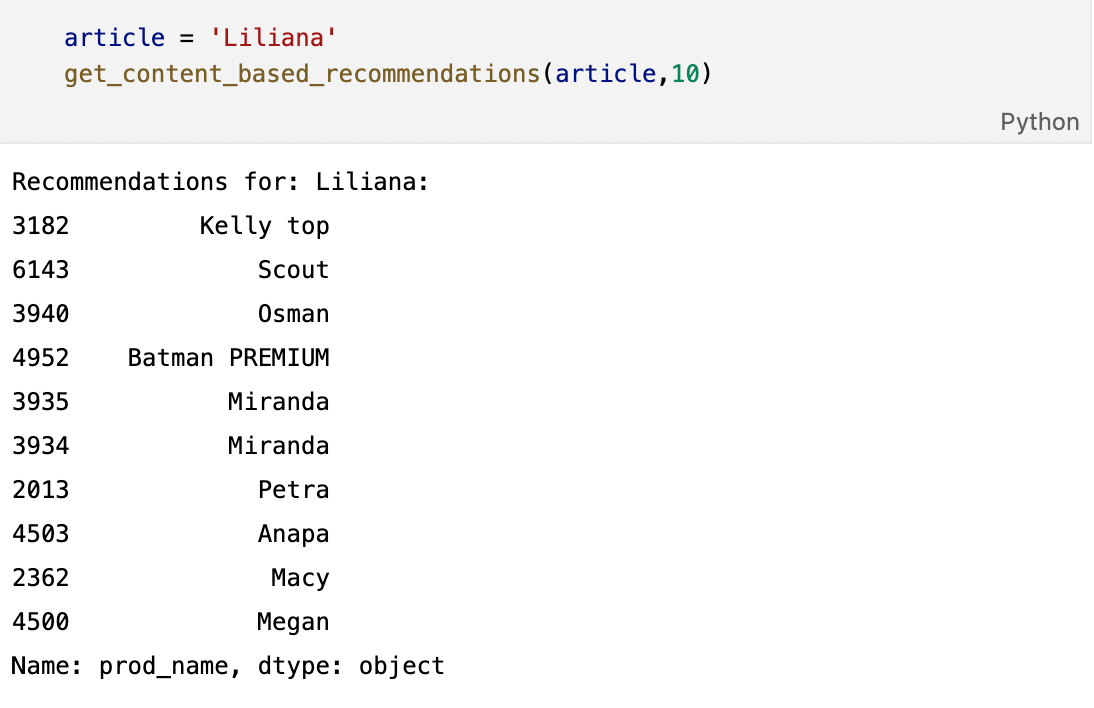 article = 'Liliana'
get_content_based_recommendations(article,10)
Python
Recommendations for: Liliana:
3182         Kelly top
6143             Scout
3940             Osman
4952    Batman PREMIUM
3935           Miranda
3934           Miranda
2013             Petra
4503             Anapa
2362              Macy
4500             Megan
Name: prod_name, dtype: object